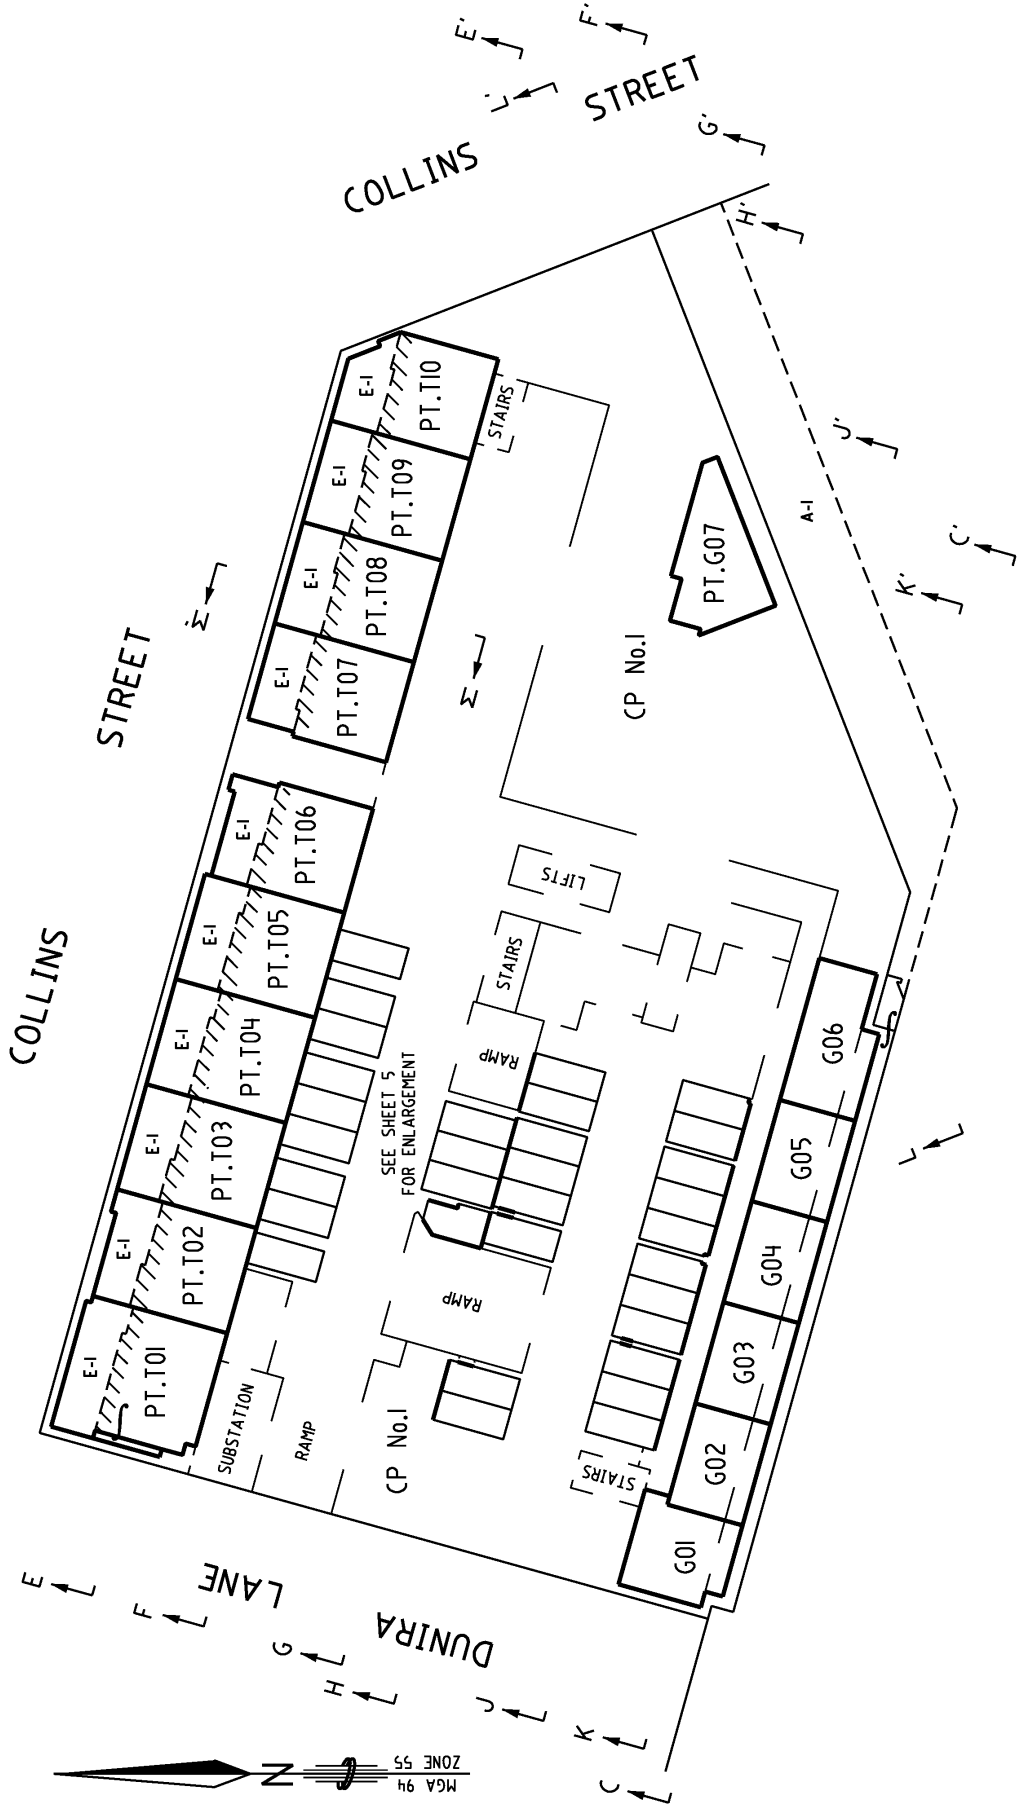 E'
F'
L'
STREET
G'
COLLINS
H'
E-1
PT.T10
STAIRS
J'
E-1
PT.T09
A-1
C'
E-1
PT.T08
PT.G07
K'
M'
STREET
E-1
PT.T07
M
CP No.1
E-1
PT.T06
LIFTS
COLLINS
E-1
PT.T05
STAIRS
E-1
PT.T04
RAMP
G06
SEE SHEET 5
FOR ENLARGEMENT
E-1
PT.T03
G05
L
E-1
PT.T02
G04
RAMP
E-1
PT.T01
G03
SUBSTATION
RAMP
CP No.1
STAIRS
G02
G01
E
LANE
F
DUNIRA
G
H
J
K
C
N
MGA 94
ZONE 55